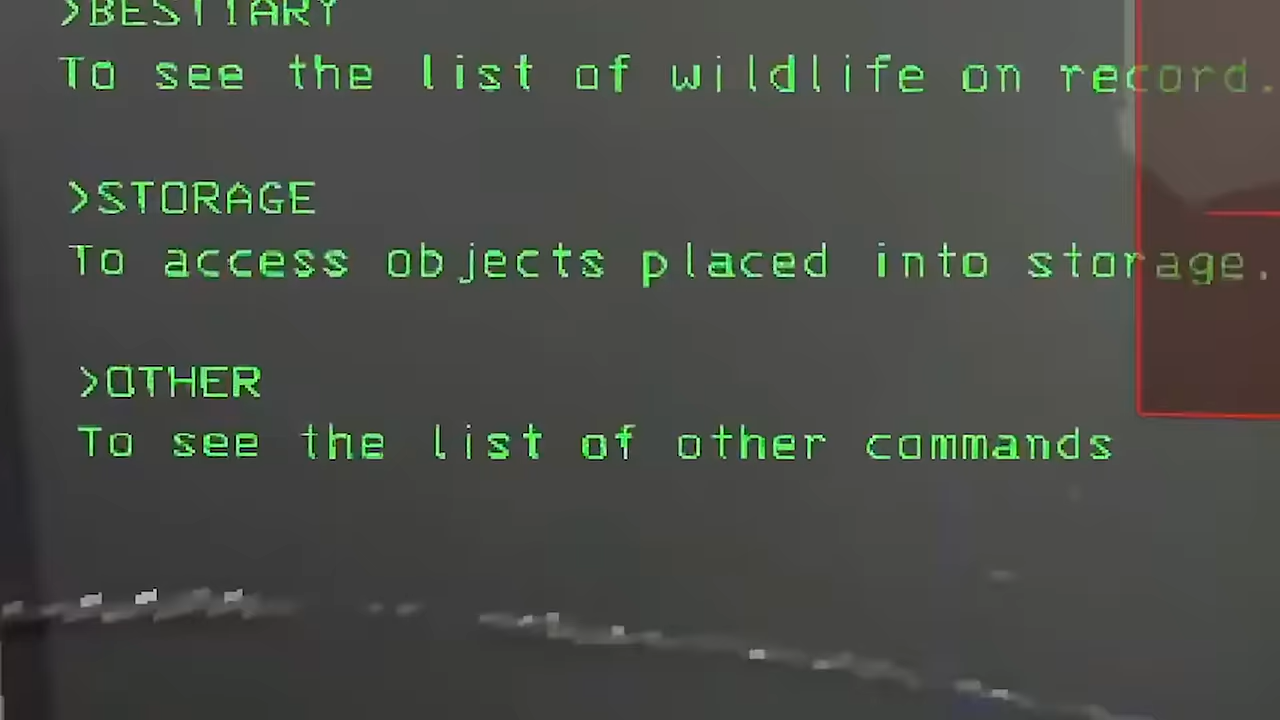 >BESTIARY
To see the list of wildlife on record.
>STORAGE
To access objects placed into storage.
>OTHER
To see the list of other commands